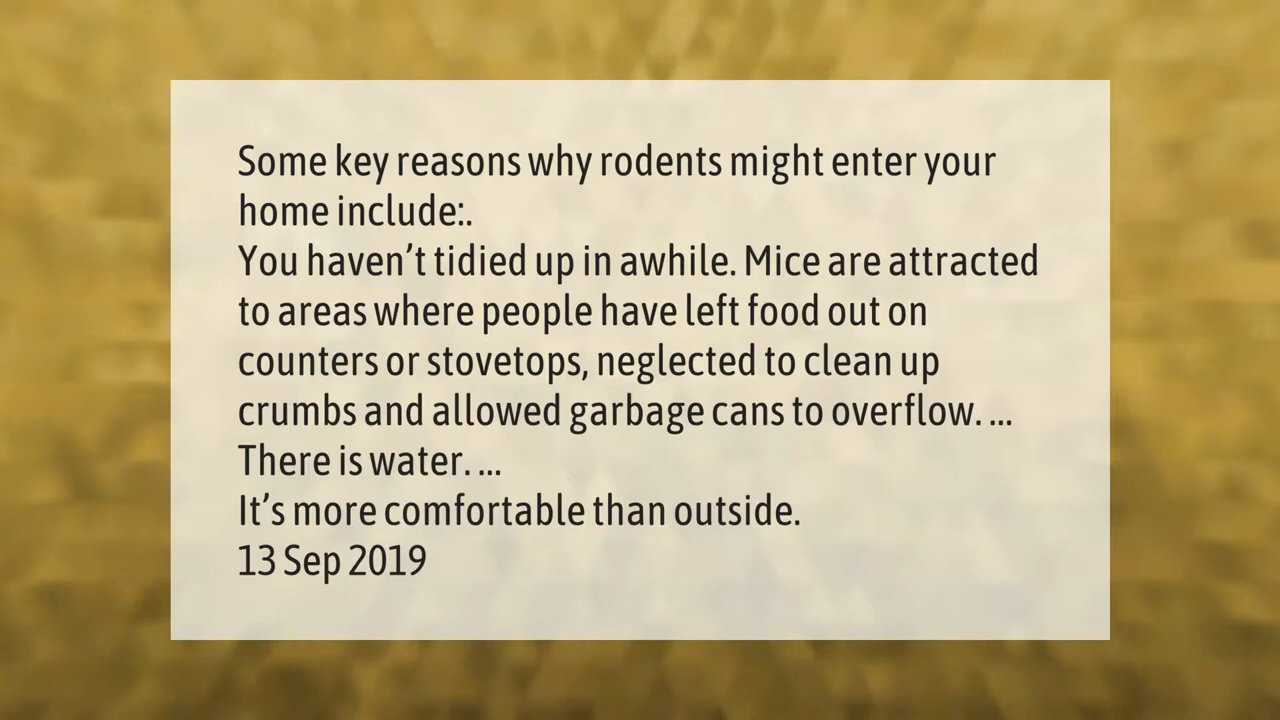 Some key reasons why rodents might enter your
home include:.
You haven’t tidied up in awhile. Mice are attracted
to areas where people have left food out on
counters or stovetops, neglected to clean up
crumbs and allowed garbage cans to overflow. ...
There is water. ...
It’s more comfortable than outside.
13 Sep 2019